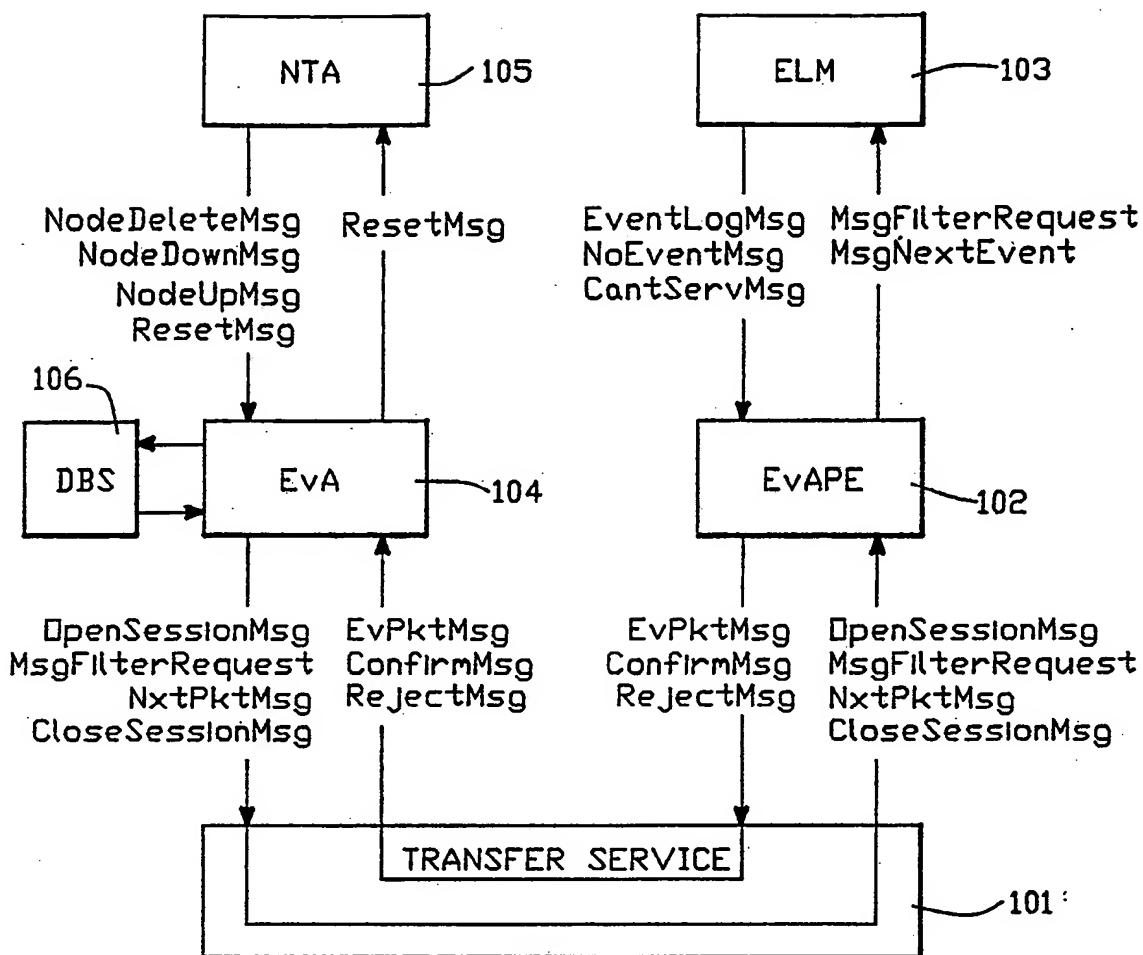 NTA
105
ELM
103
NodeDeleteMsg
NodeDownMsg
NodeUpMsg
ResetMsg
ResetMsg
EventLogMsg
NoEventMsg
CantServMsg
MsgFilterRequest
MsgNextEvent
106
DBS
EvA
104
EvAPE
102
OpenSessionMsg
MsgFilterRequest
NxtPktMsg
CloseSessionMsg
EvPktMsg
ConfirmMsg
RejectMsg
EvPktMsg
ConfirmMsg
RejectMsg
OpenSessionMsg
MsgFilterRequest
NxtPktMsg
CloseSessionMsg
TRANSFER SERVICE
101